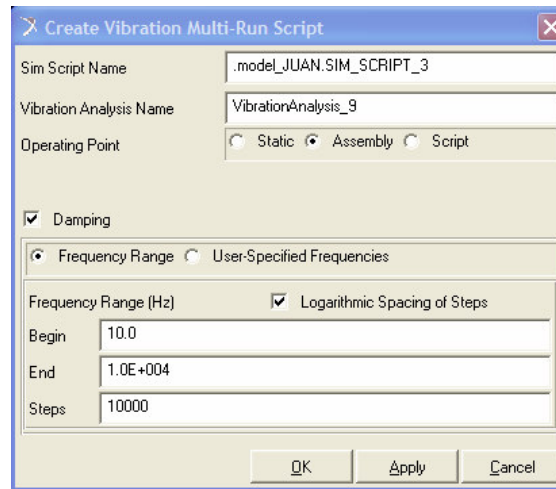 Create Vibration Multi-Run Script
Sim Script Name .model_JUAN.SIM_SCRIPT_3
Vibration Analysis Name VibrationAnalysis_9
Operating Point Static Assembly Script
Damping
Frequency Range User-Specified Frequencies
Frequency Range (Hz) Logarithmic Spacing of Steps
Begin 10.0
End 1.0E+004
Steps 10000
OK Apply Cancel